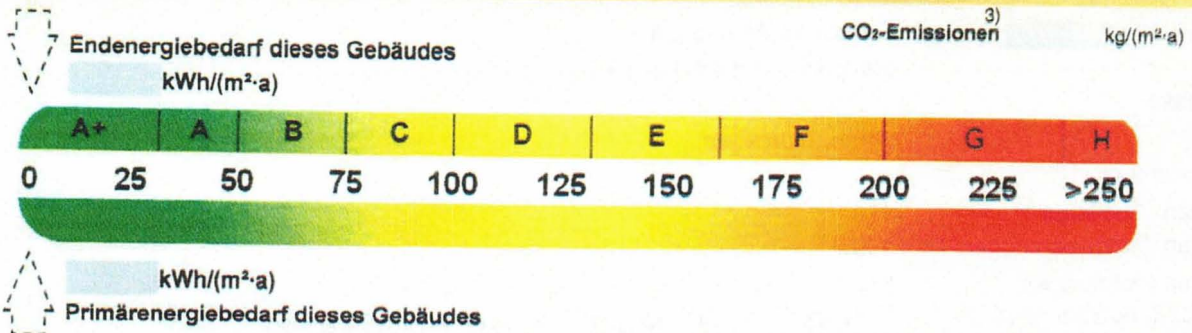 3)
CO₂-Emissionen kg/(m²·a)
Endenergiebedarf dieses Gebäudes
kWh/(m²·a)
A+ A B C D E F G H
0 25 50 75 100 125 150 175 200 225 >250
kWh/(m²·a)
Primärenergiebedarf dieses Gebäudes